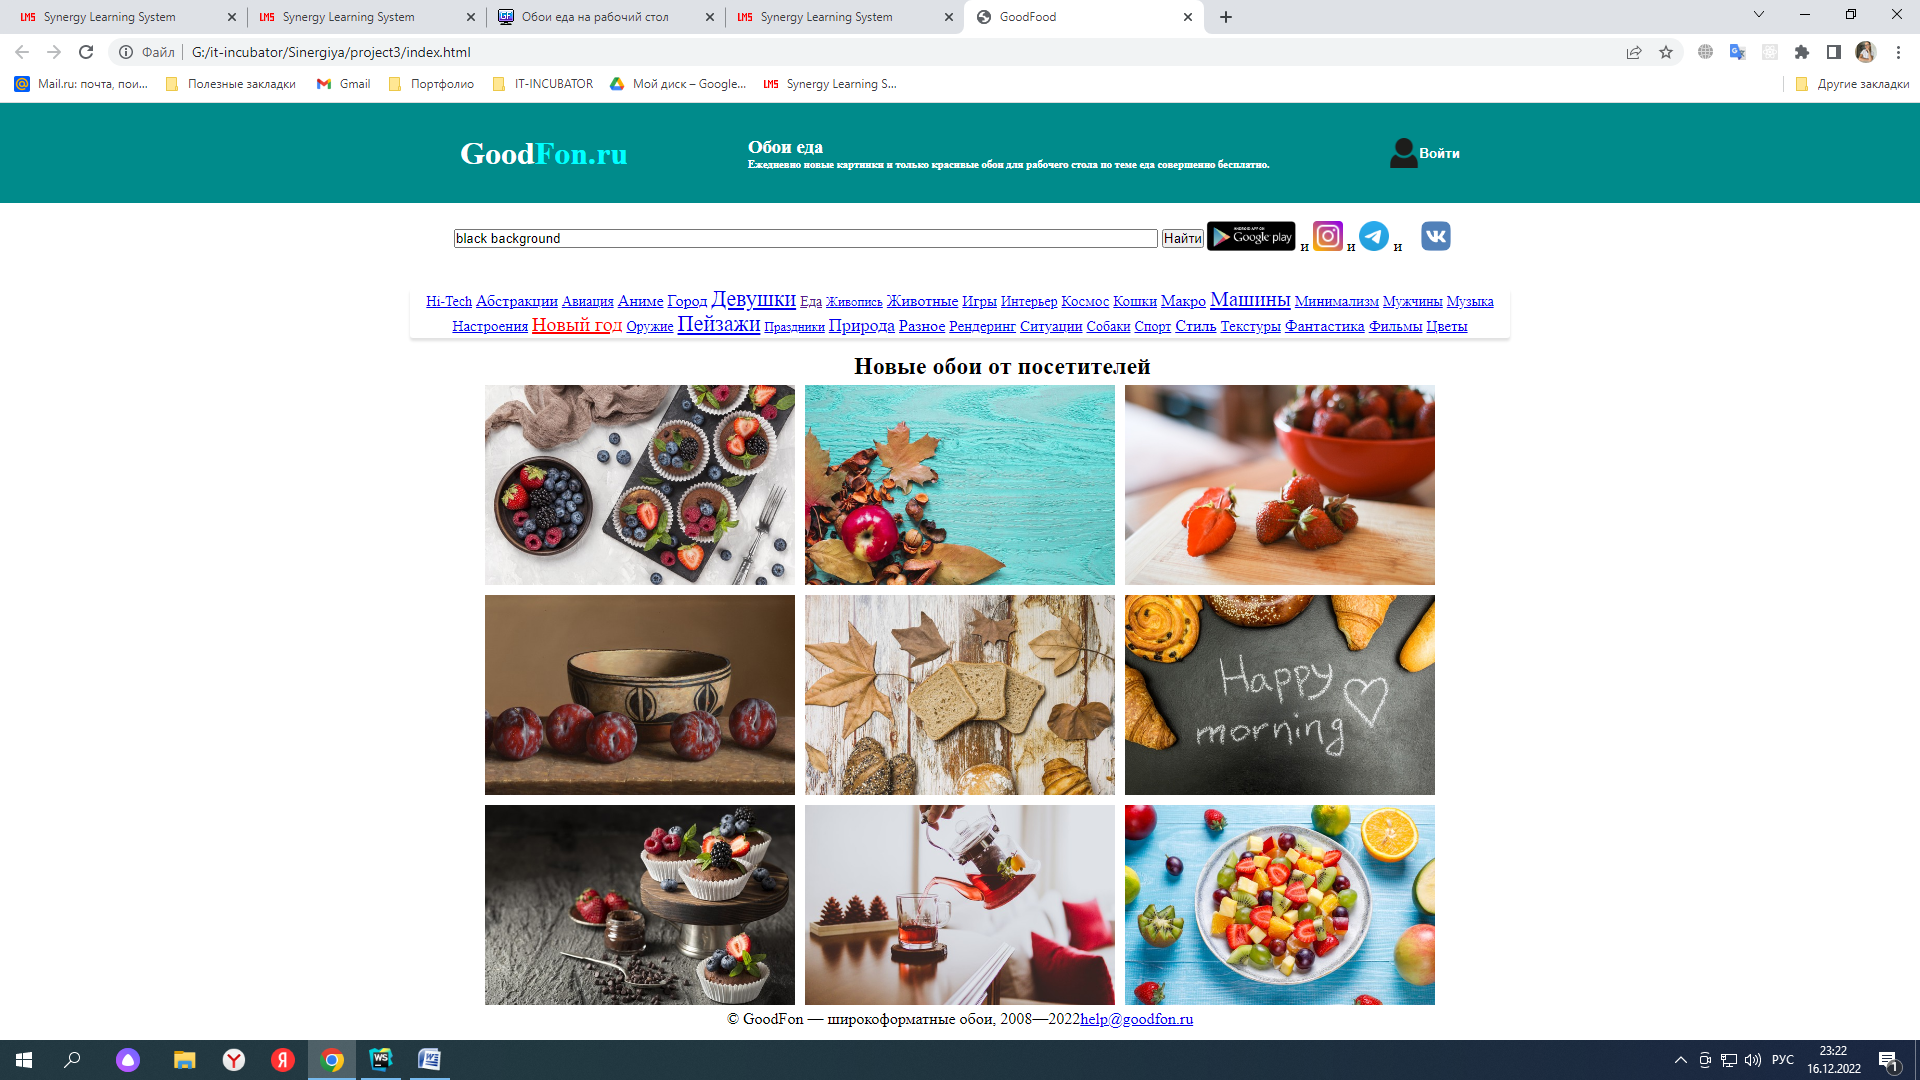 Synergy Learning System
Synergy Learning System
Обои еда на рабочий стол
Synergy Learning System
GoodFood
Файл
G:/it-incubator/Sinergiya/project3/index.html
Mail.ru: почта, пои...
Полезные закладки
Gmail
Портфолио
IT-INCUBATOR
Мой диск – Google...
LMS Synergy Learning S...
Другие закладки
GoodFon.ru
Обои еда
Ежедневно новые картинки и только красивые обои для рабочего стола по теме еда совершенно бесплатно.
Войти
black background
Найти
ANDROID APP ON
Google play
и и и
Hi-Tech Абстракции Авиация Аниме Город Девушки Еда Живопись Животные Игры Интерьер Космос Кошки Макро Машины Минимализм Мужчины Музыка
Настроения Новый год Оружие Пейзажи Праздники Природа Разное Рендеринг Ситуации Собаки Спорт Стиль Текстуры Фантастика Фильмы Цветы
Новые обои от посетителей
Happy
morning
© GoodFon — широкоформатные обои, 2008—2022help@goodfon.ru
РУС
23:22
16.12.2022
1